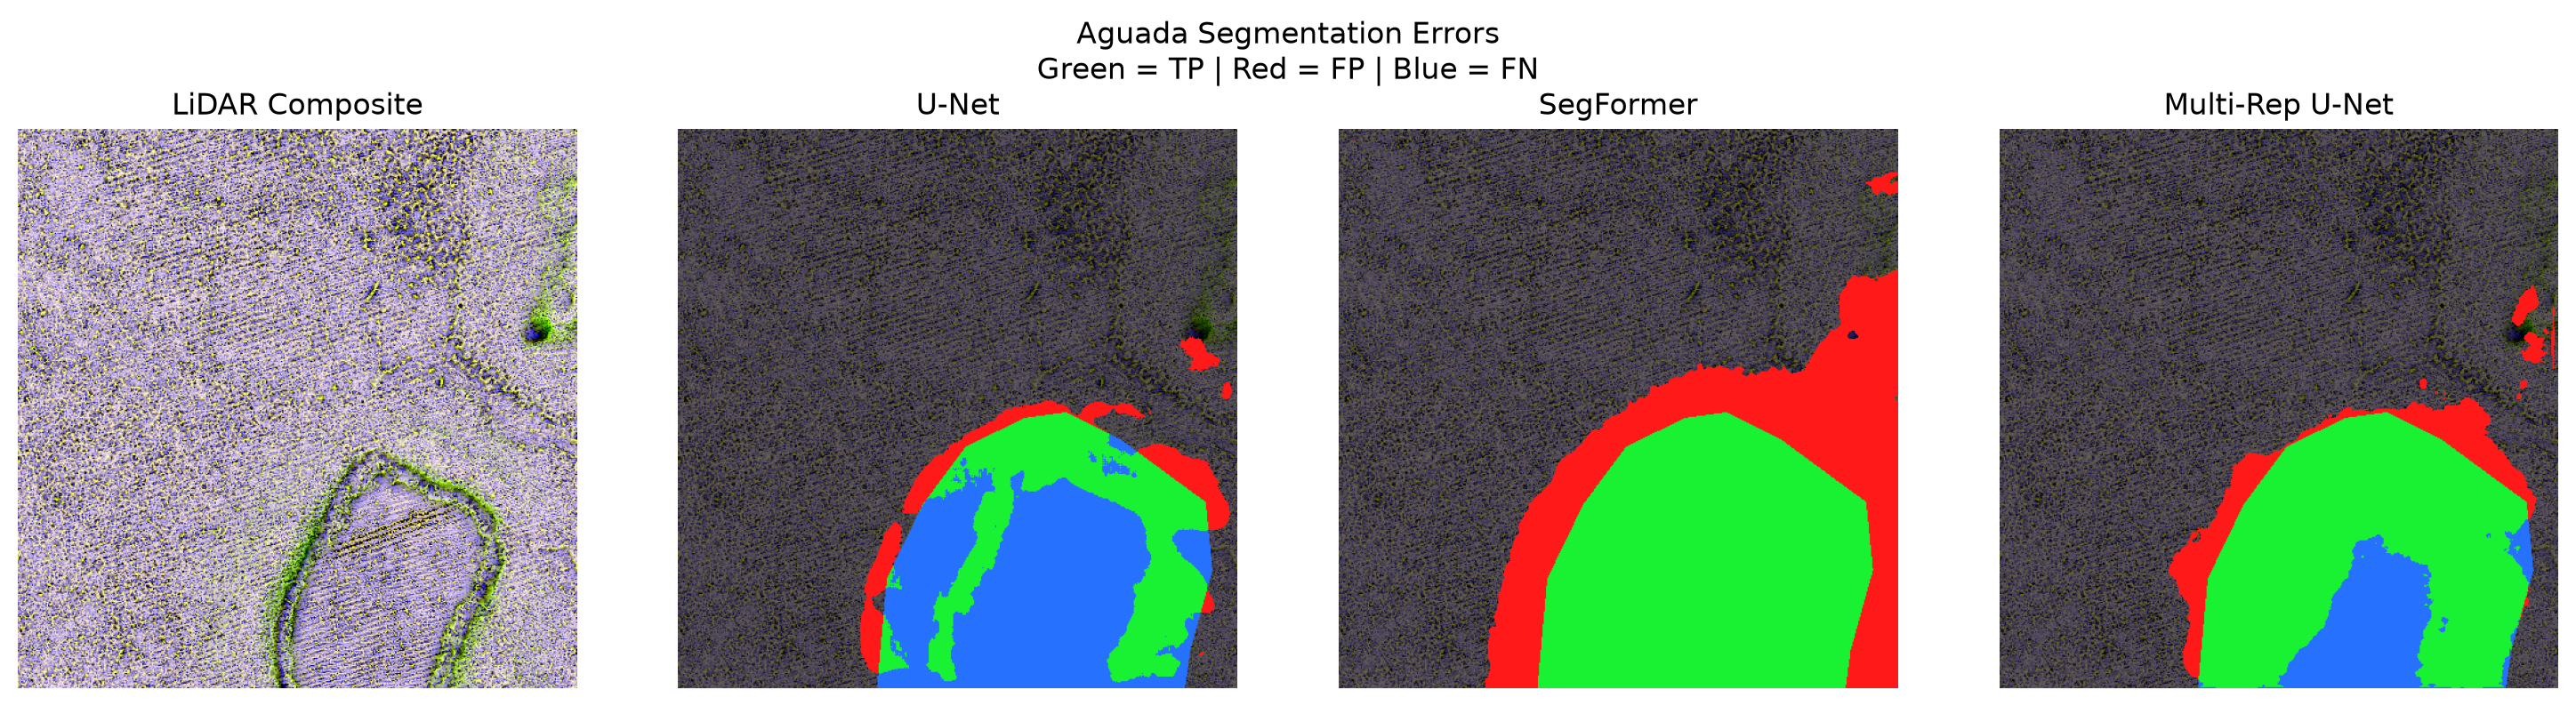 Aguada Segmentation Errors
Green = TP | Red = FP | Blue = FN
LiDAR Composite
U-Net
SegFormer
Multi-Rep U-Net